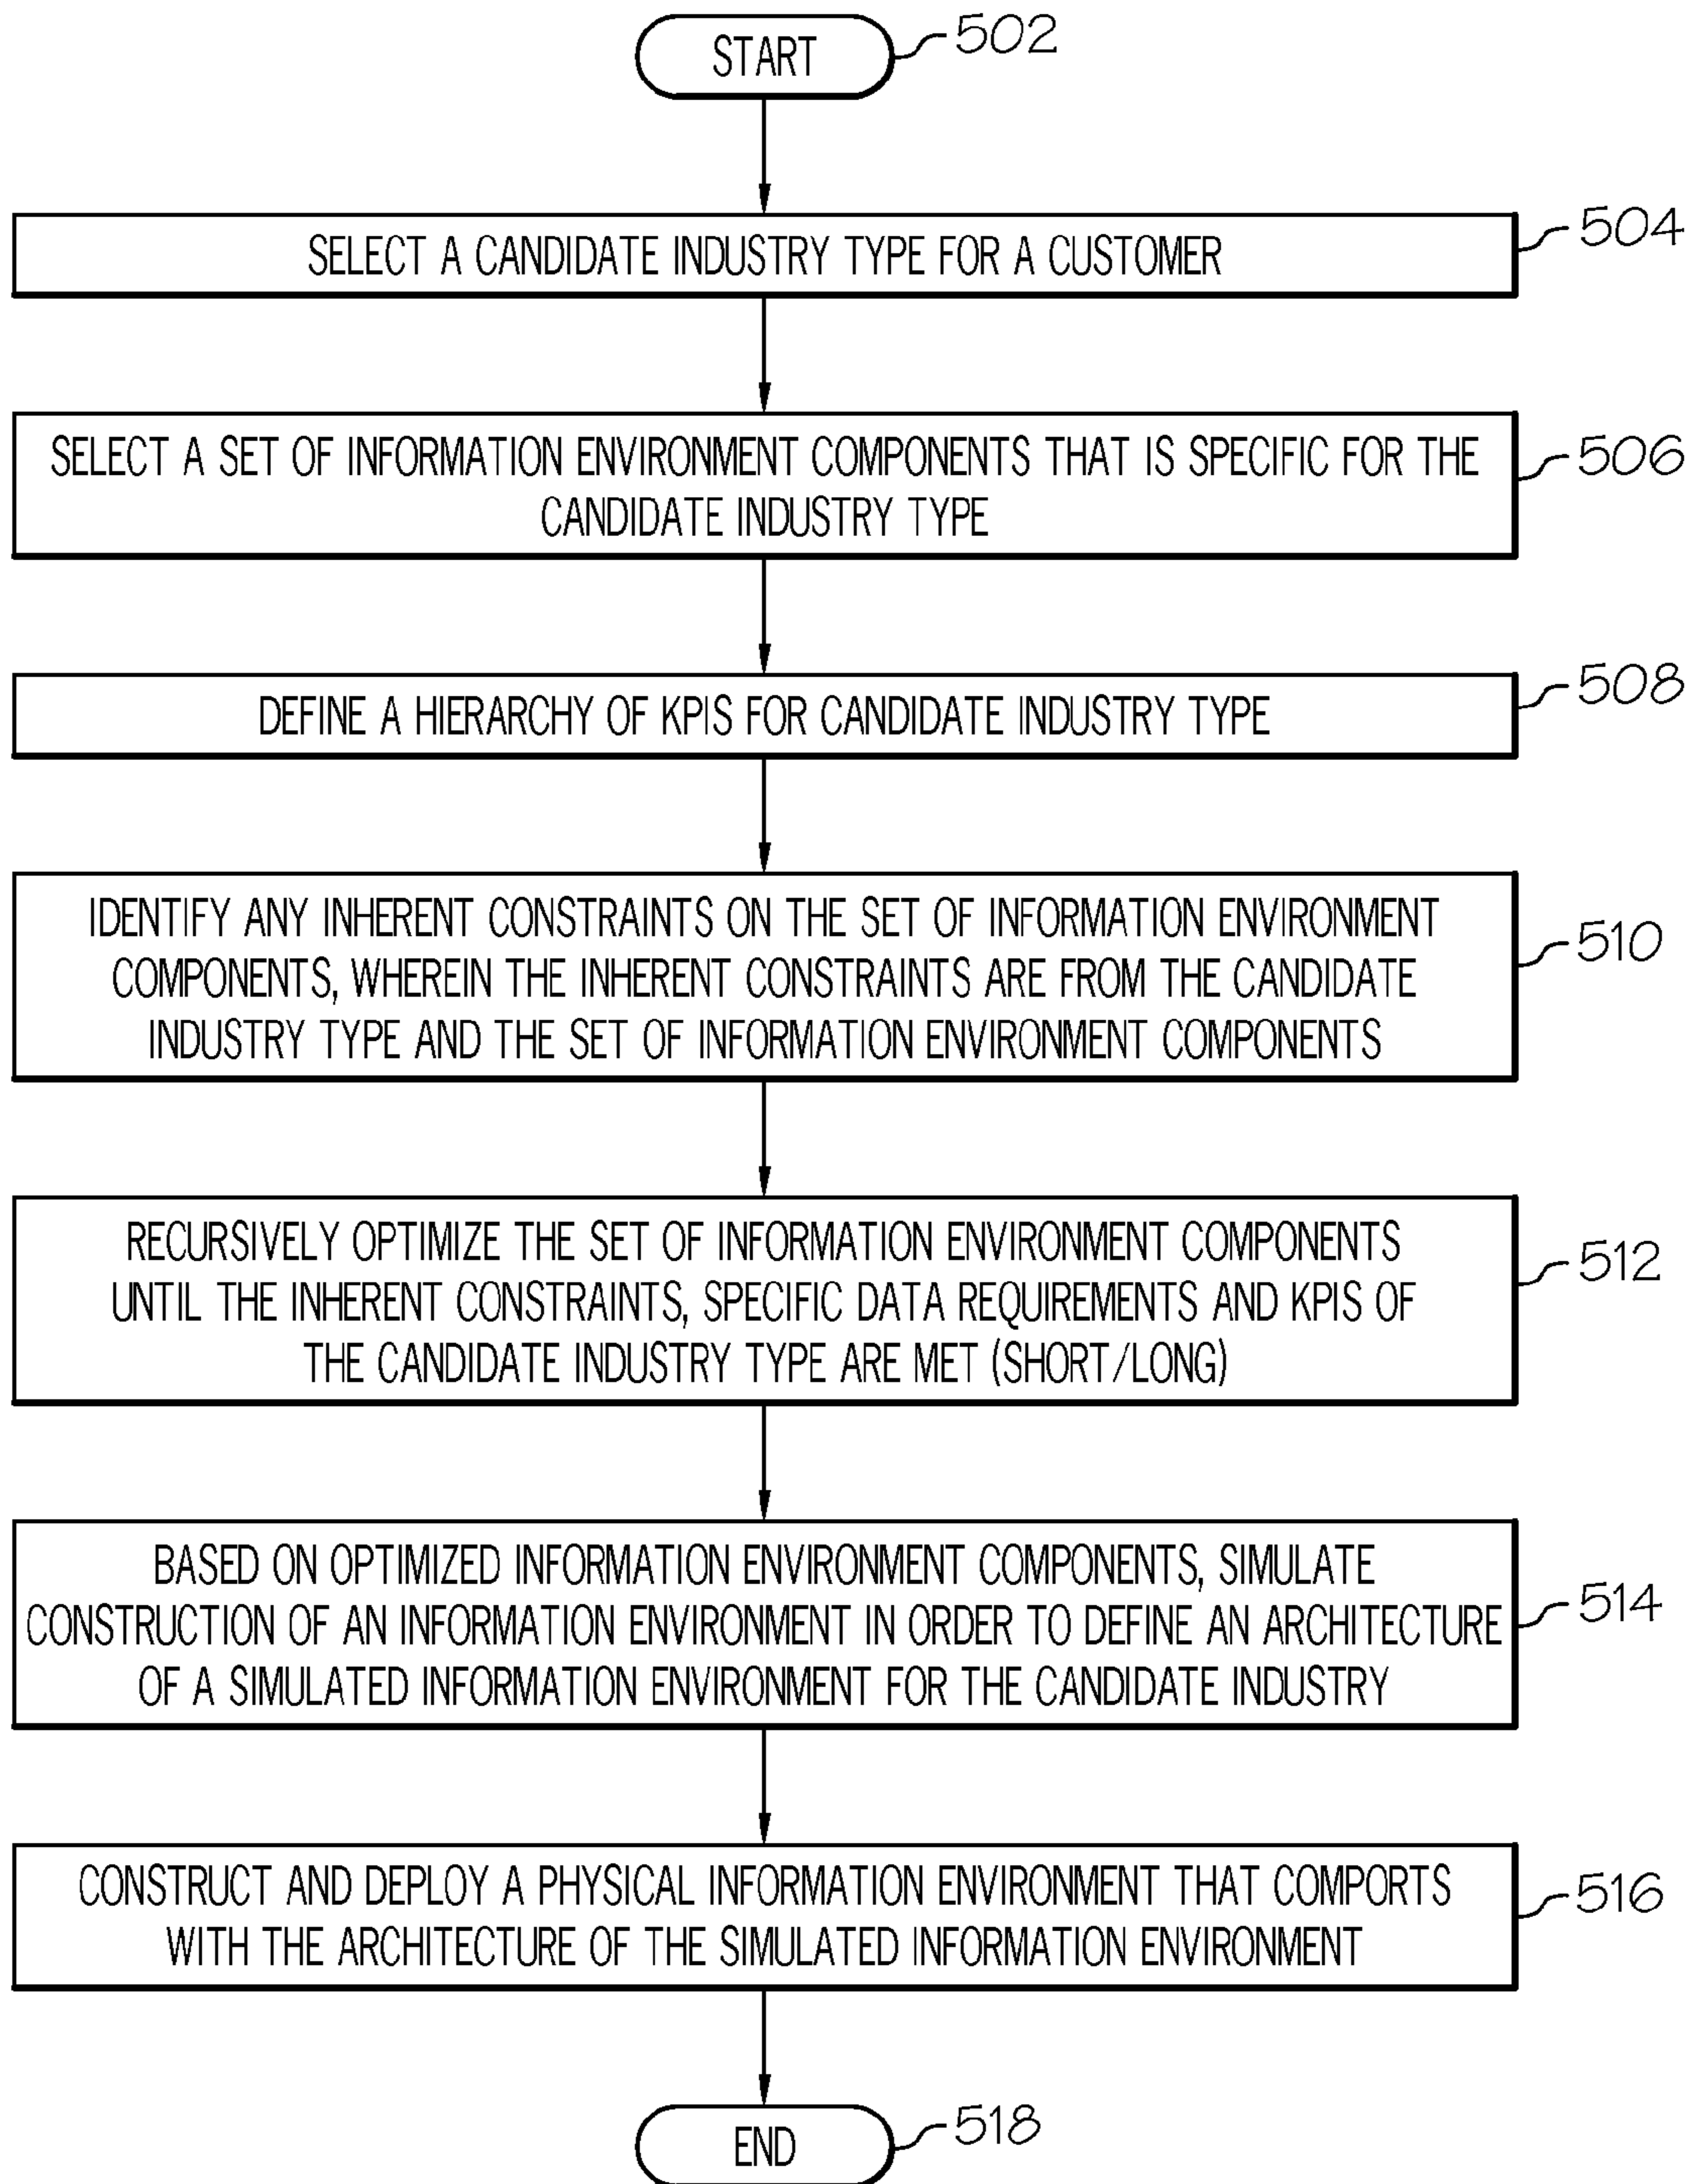 START
502
SELECT A CANDIDATE INDUSTRY TYPE FOR A CUSTOMER
504
SELECT A SET OF INFORMATION ENVIRONMENT COMPONENTS THAT IS SPECIFIC FOR THE
CANDIDATE INDUSTRY TYPE
506
DEFINE A HIERARCHY OF KPIS FOR CANDIDATE INDUSTRY TYPE
508
IDENTIFY ANY INHERENT CONSTRAINTS ON THE SET OF INFORMATION ENVIRONMENT
COMPONENTS, WHEREIN THE INHERENT CONSTRAINTS ARE FROM THE CANDIDATE
INDUSTRY TYPE AND THE SET OF INFORMATION ENVIRONMENT COMPONENTS
510
RECURSIVELY OPTIMIZE THE SET OF INFORMATION ENVIRONMENT COMPONENTS
UNTIL THE INHERENT CONSTRAINTS, SPECIFIC DATA REQUIREMENTS AND KPIS OF
THE CANDIDATE INDUSTRY TYPE ARE MET (SHORT/LONG)
512
BASED ON OPTIMIZED INFORMATION ENVIRONMENT COMPONENTS, SIMULATE
CONSTRUCTION OF AN INFORMATION ENVIRONMENT IN ORDER TO DEFINE AN ARCHITECTURE
OF A SIMULATED INFORMATION ENVIRONMENT FOR THE CANDIDATE INDUSTRY
514
CONSTRUCT AND DEPLOY A PHYSICAL INFORMATION ENVIRONMENT THAT COMPORTS
WITH THE ARCHITECTURE OF THE SIMULATED INFORMATION ENVIRONMENT
516
END
518